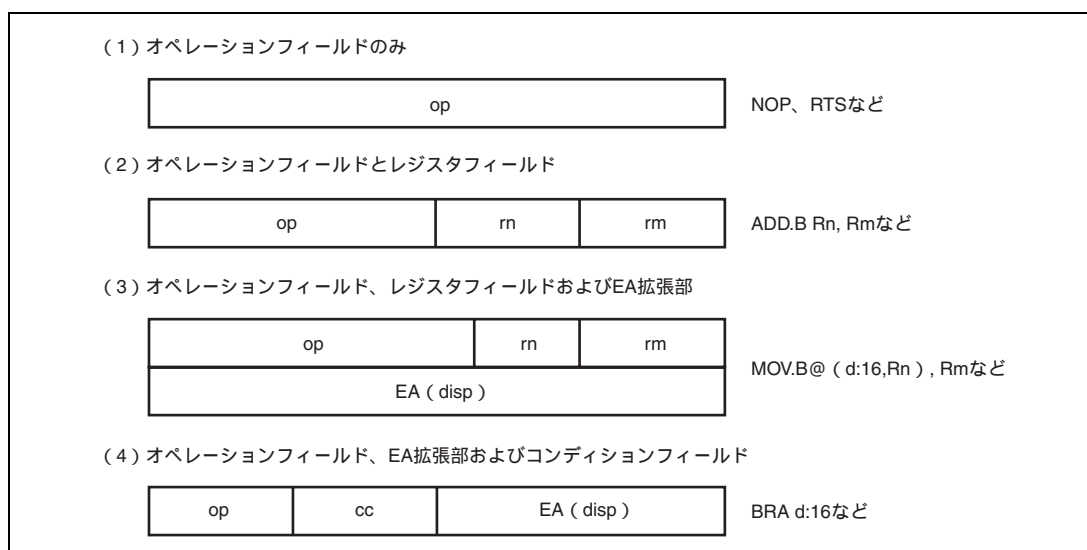 （1）オペレーションフィールドのみ
op
NOP、RTSなど
（2）オペレーションフィールドとレジスタフィールド
op rn rm
ADD.B Rn, Rmなど
（3）オペレーションフィールド、レジスタフィールドおよびEA拡張部
op rn rm
EA（disp）
MOV.B@（d:16,Rn）, Rmなど
（4）オペレーションフィールド、EA拡張部およびコンディションフィールド
op cc EA（disp）
BRA d:16など